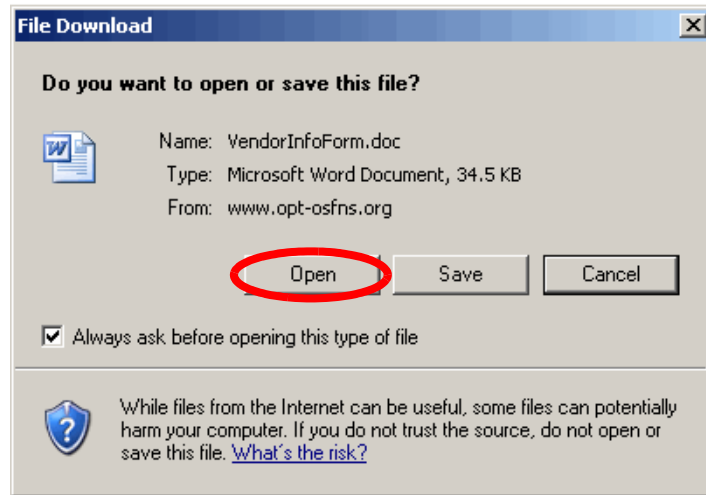 File Download
Do you want to open or save this file?
Name: VendorInfoForm.doc
Type: Microsoft Word Document, 34.5 KB
From: www.opt-osfns.org
Open Save Cancel
Always ask before opening this type of file
While files from the Internet can be useful, some files can potentially
harm your computer. If you do not trust the source, do not open or
save this file. What's the risk?